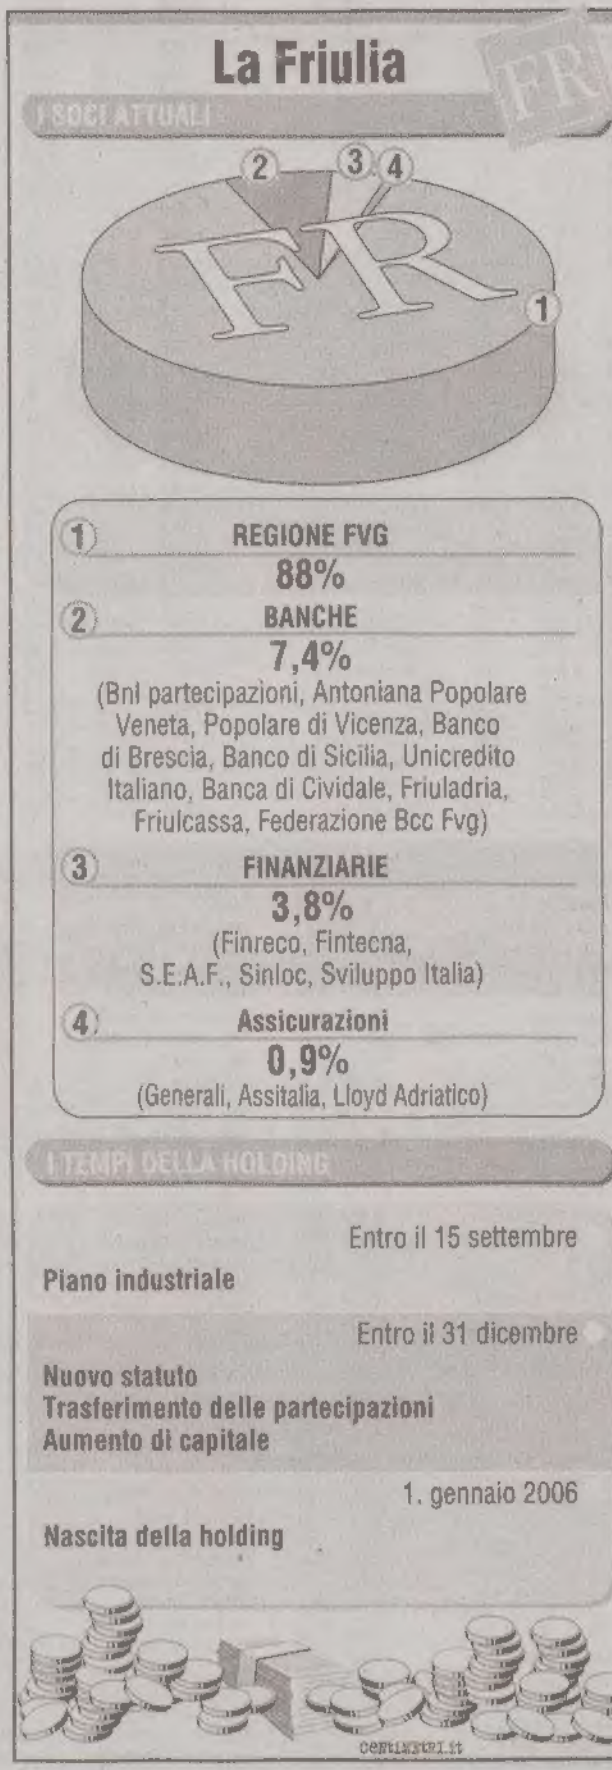 La Friulia
FR
I SOCI ATTUALI
2
3
4
FR
1
1
REGIONE FVG
88%
2
BANCHE
7,4%
(Bnl partecipazioni, Antoniana Popolare
Veneta, Popolare di Vicenza, Banco
di Brescia, Banco di Sicilia, Unicredito
Italiano, Banca di Cividale, Friuladria,
Friulcassa, Federazione Bcc Fvg)
3
FINANZIARIE
3,8%
(Finreco, Fintecna,
S.E.A.F., Sinloc, Sviluppo Italia)
4
Assicurazioni
0,9%
(Generali, Assitalia, Lloyd Adriatico)
I TEMPI DELLA HOLDING
Entro il 15 settembre
Piano industriale
Entro il 31 dicembre
Nuovo statuto
Trasferimento delle partecipazioni
Aumento di capitale
1. gennaio 2006
Nascita della holding
CENTIMETRI.it